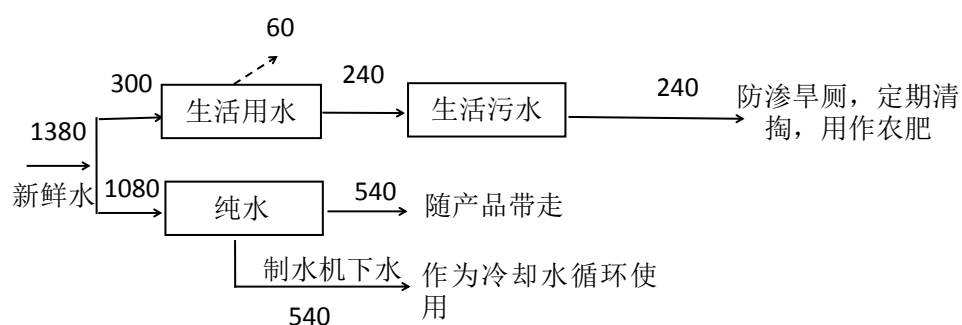 60
300
240
240
生活用水
生活污水
防渗旱厕，定期清
掏，用作农肥
1380
新鲜水
1080
540
纯水
随产品带走
制水机下水
作为冷却水循环使
用
540